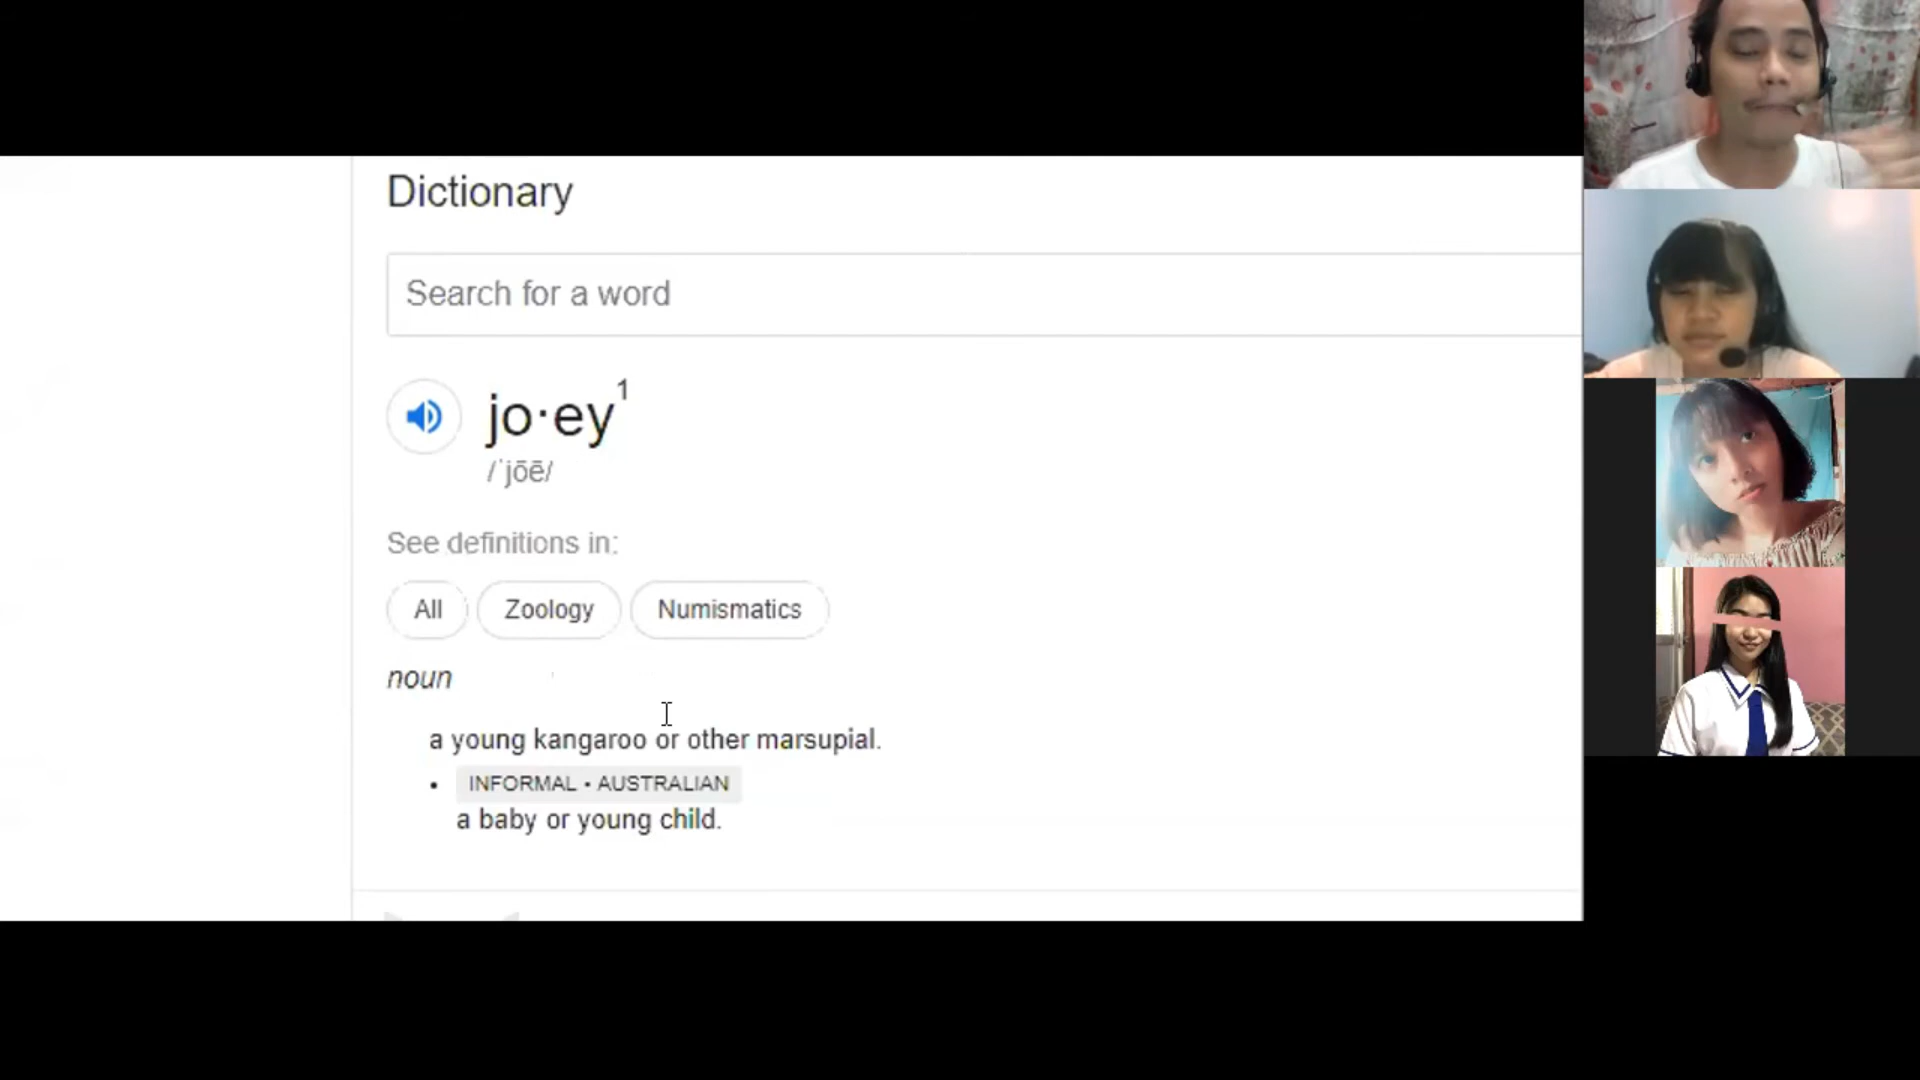 Dictionary
Search for a word
jo·ey¹
/ˈjōē/
See definitions in:
All Zoology Numismatics
noun
a young kangaroo or other marsupial.
• INFORMAL • AUSTRALIAN
a baby or young child.